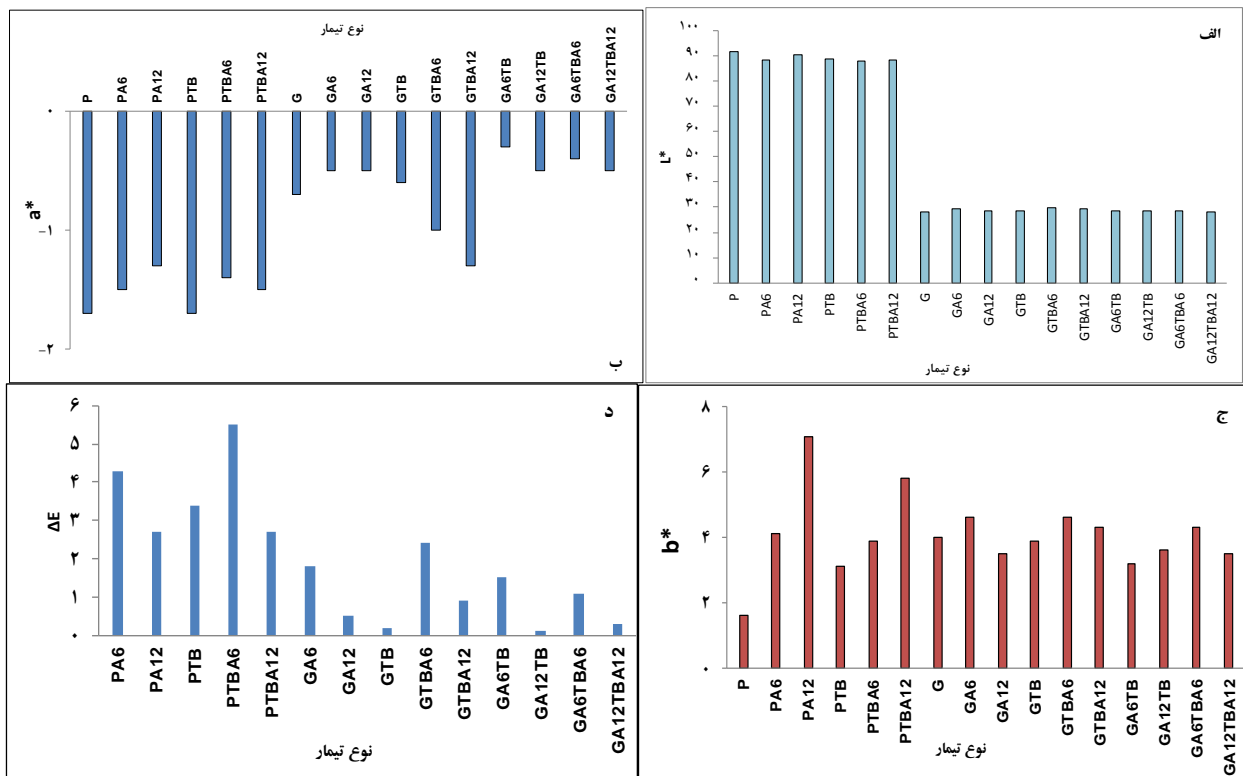 الف
L*
۱۰۰
۹۰
۸۰
۷۰
۶۰
۵۰
۴۰
۳۰
۲۰
۱۰
۰
P PA6 PA12 PTB PTBA6 PTBA12 G GA6 GA12 GTB GTBA6 GTBA12 GA6TB GA12TB GA6TBA6 GA12TBA12
نوع تیمار
نوع تیمار
P PA6 PA12 PTB PTBA6 PTBA12 G GA6 GA12 GTB GTBA6 GTBA12 GA6TB GA12TB GA6TBA6 GA12TBA12
a*
۰
-۱
-۲
ب
ج
b*
۸
۶
۴
۲
۰
P PA6 PA12 PTB PTBA6 PTBA12 G GA6 GA12 GTB GTBA6 GTBA12 GA6TB GA12TB GA6TBA6 GA12TBA12
نوع تیمار
د
ΔE
۶
۵
۴
۳
۲
۱
۰
PA6 PA12 PTB PTBA6 PTBA12 GA6 GA12 GTB GTBA6 GTBA12 GA6TB GA12TB GA6TBA6 GA12TBA12
نوع تیمار